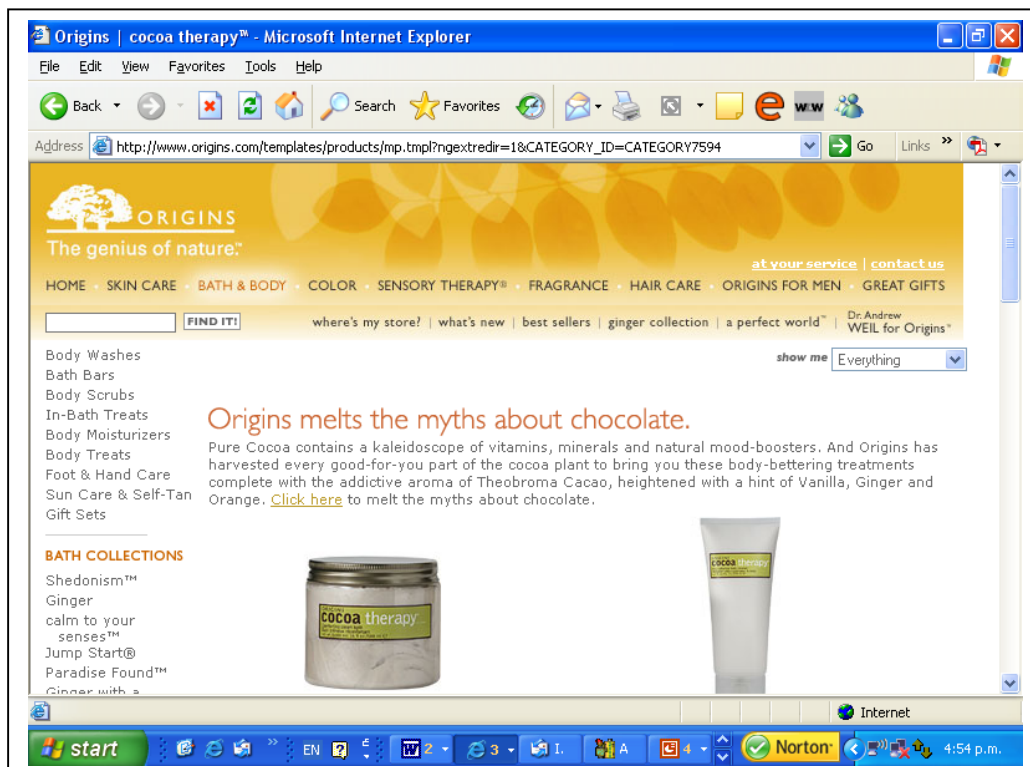 Origins | cocoa therapy™ - Microsoft Internet Explorer
File Edit View Favorites Tools Help
Back Search Favorites
Address http://www.origins.com/templates/products/mp.tmpl?ngextredir=1&CATEGORY_ID=CATEGORY7594 Go Links »
ORIGINS
The genius of nature.™
at your service | contact us
HOME SKIN CARE BATH & BODY COLOR SENSORY THERAPY® FRAGRANCE HAIR CARE ORIGINS FOR MEN GREAT GIFTS
FIND IT! where's my store? | what's new | best sellers | ginger collection | a perfect world™ | Dr. Andrew WEIL for Origins™
show me Everything
Body Washes
Bath Bars
Body Scrubs
In-Bath Treats
Body Moisturizers
Body Treats
Foot & Hand Care
Sun Care & Self-Tan
Gift Sets
BATH COLLECTIONS
Shedonism™
Ginger
calm to your
senses™
Jump Start®
Paradise Found™
Ginger with a
Origins melts the myths about chocolate.
Pure Cocoa contains a kaleidoscope of vitamins, minerals and natural mood-boosters. And Origins has
harvested every good-for-you part of the cocoa plant to bring you these body-bettering treatments
complete with the addictive aroma of Theobroma Cacao, heightened with a hint of Vanilla, Ginger and
Orange. Click here to melt the myths about chocolate.
cocoa therapy
cocoa therapy
Internet
start » EN 2 3 I. A 4 Norton 4:54 p.m.